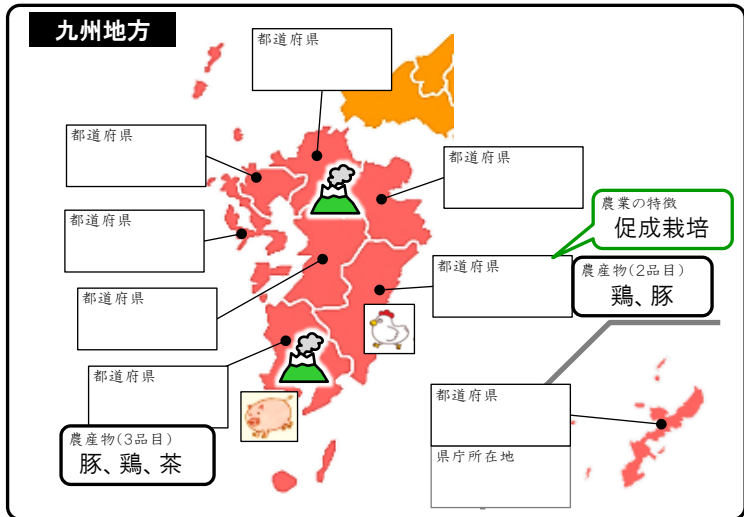 九州地方
都道府県
都道府県
都道府県
農業の特徴
促成栽培
都道府県
都道府県
農産物(2品目)
鶏、豚
都道府県
都道府県
農産物(3品目)
豚、鶏、茶
都道府県
県庁所在地